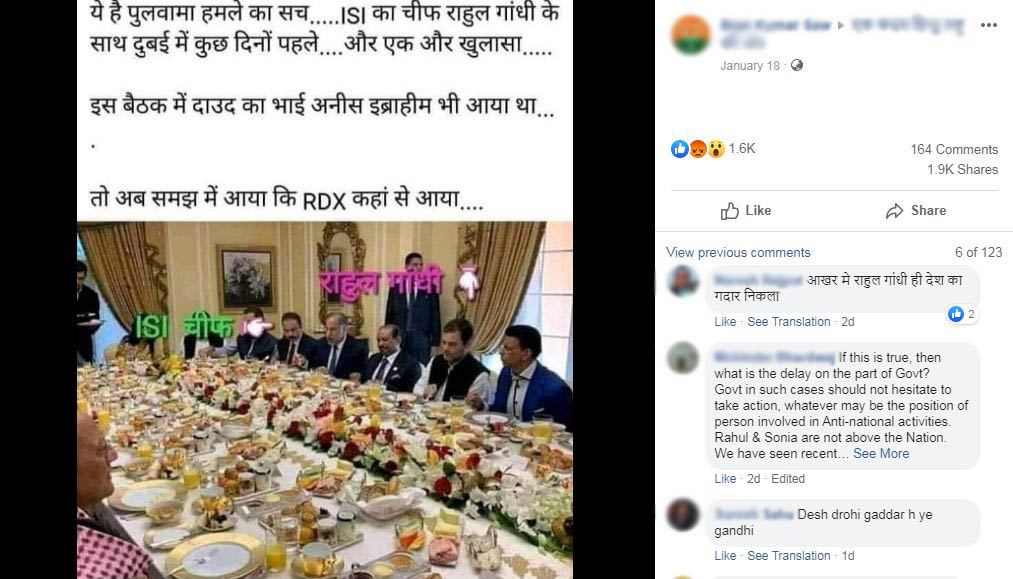 ये है पुलवामा हमले का सच.....ISI का चीफ राहुल गांधी के
साथ दुबई में कुछ दिनों पहले....और एक और खुलासा.....
इस बैठक में दाउद का भाई अनीस इब्राहीम भी आया था...
.
तो अब समझ में आया कि RDX कहां से आया....
राहुल गांधी
ISI चीफ
January 18
1.6K
164 Comments
1.9K Shares
Like
Share
View previous comments
6 of 123
आखर मे राहुल गांधी ही देश का
गदार निकला
2
Like · See Translation · 2d
If this is true, then
what is the delay on the part of Govt?
Govt in such cases should not hesitate to
take action, whatever may be the position of
person involved in Anti-national activities.
Rahul & Sonia are not above the Nation.
We have seen recent... See More
Like · 2d · Edited
Desh drohi gaddar h ye
gandhi
Like · See Translation · 1d